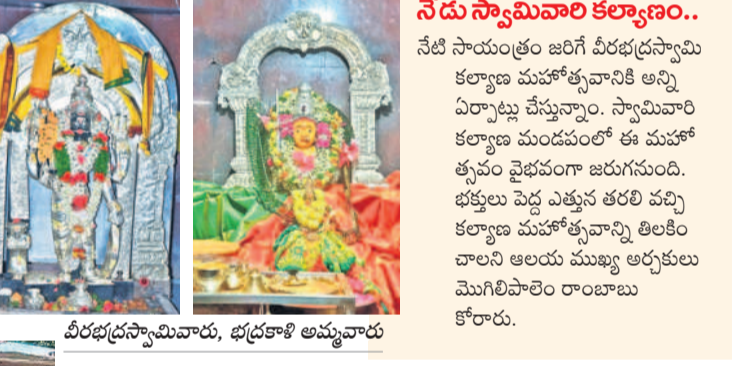 నేడు స్వామివారి కల్యాణం..
నేటి సాయంత్రం జరిగే వీరభద్రస్వామి
కల్యాణ మహోత్సవానికి అన్ని
ఏర్పాట్లు చేస్తున్నాం. స్వామివారి
కల్యాణ మండపంలో ఈ మహో
త్సవం వైభవంగా జరుగనుంది.
భక్తులు పెద్ద ఎత్తున తరలి వచ్చి
కల్యాణ మహోత్సవాన్ని తిలకిం
చాలని ఆలయ ముఖ్య అర్చకులు
మొగిలిపాలెం రాంబాబు
కోరారు.
వీరభద్రస్వామివారు, భద్రకాళి అమ్మవారు